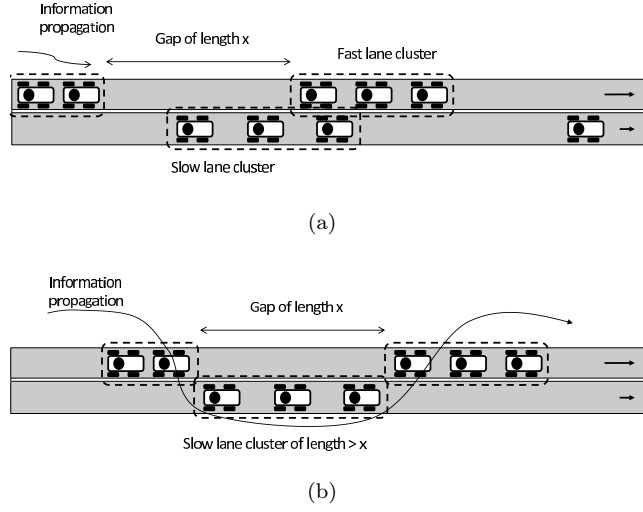 Information
propagation
Gap of length x
Fast lane cluster
Slow lane cluster
(a)
Information
propagation
Gap of length x
Slow lane cluster of length > x
(b)